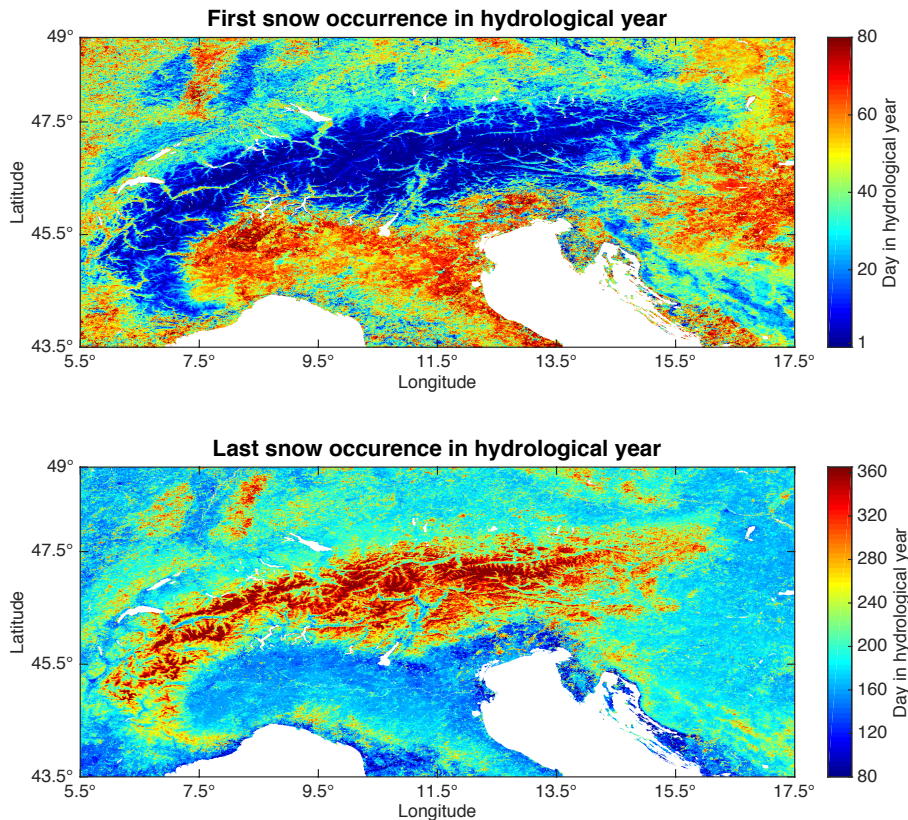 First snow occurrence in hydrological year
49°
47.5°
45.5°
43.5°
Latitude
5.5° 7.5° 9.5° 11.5° 13.5° 15.5° 17.5°
Longitude
80
60
40
20
1
Day in hydrological year
Last snow occurence in hydrological year
49°
47.5°
45.5°
43.5°
Latitude
5.5° 7.5° 9.5° 11.5° 13.5° 15.5° 17.5°
Longitude
360
320
280
240
200
160
120
80
Day in hydrological year